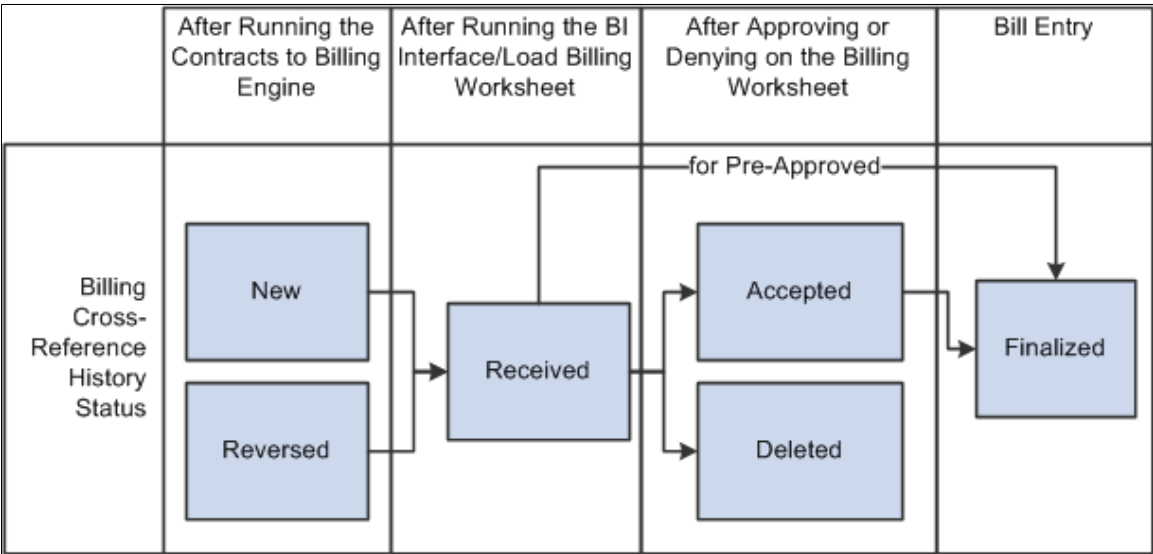 After Running the
Contracts to Billing
Engine
After Running the BI
Interface/Load Billing
Worksheet
After Approving or
Denying on the Billing
Worksheet
Bill Entry
for Pre-Approved
Billing
Cross-
Reference
History
Status
New
Reversed
Received
Accepted
Deleted
Finalized